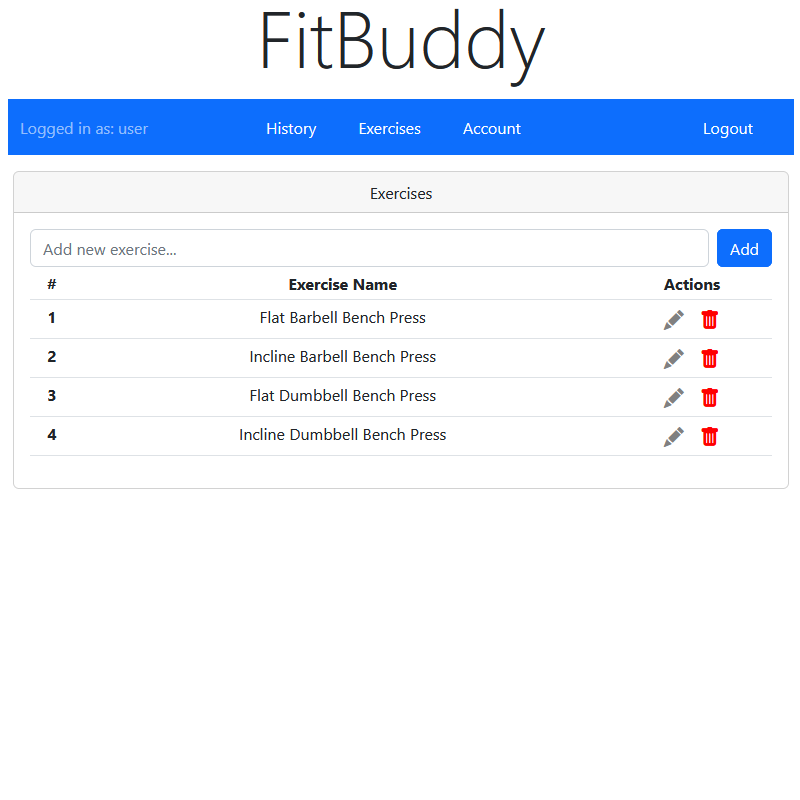 FitBuddy
Logged in as: user History Exercises Account Logout
Exercises
Add new exercise... Add
# Exercise Name Actions
1 Flat Barbell Bench Press
2 Incline Barbell Bench Press
3 Flat Dumbbell Bench Press
4 Incline Dumbbell Bench Press